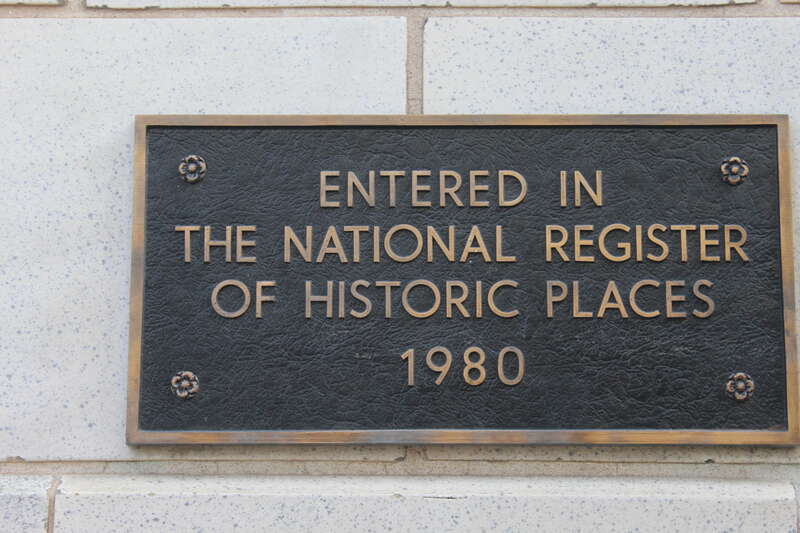 ENTERED IN
THE NATIONAL REGISTER
OF HISTORIC PLACES
1980